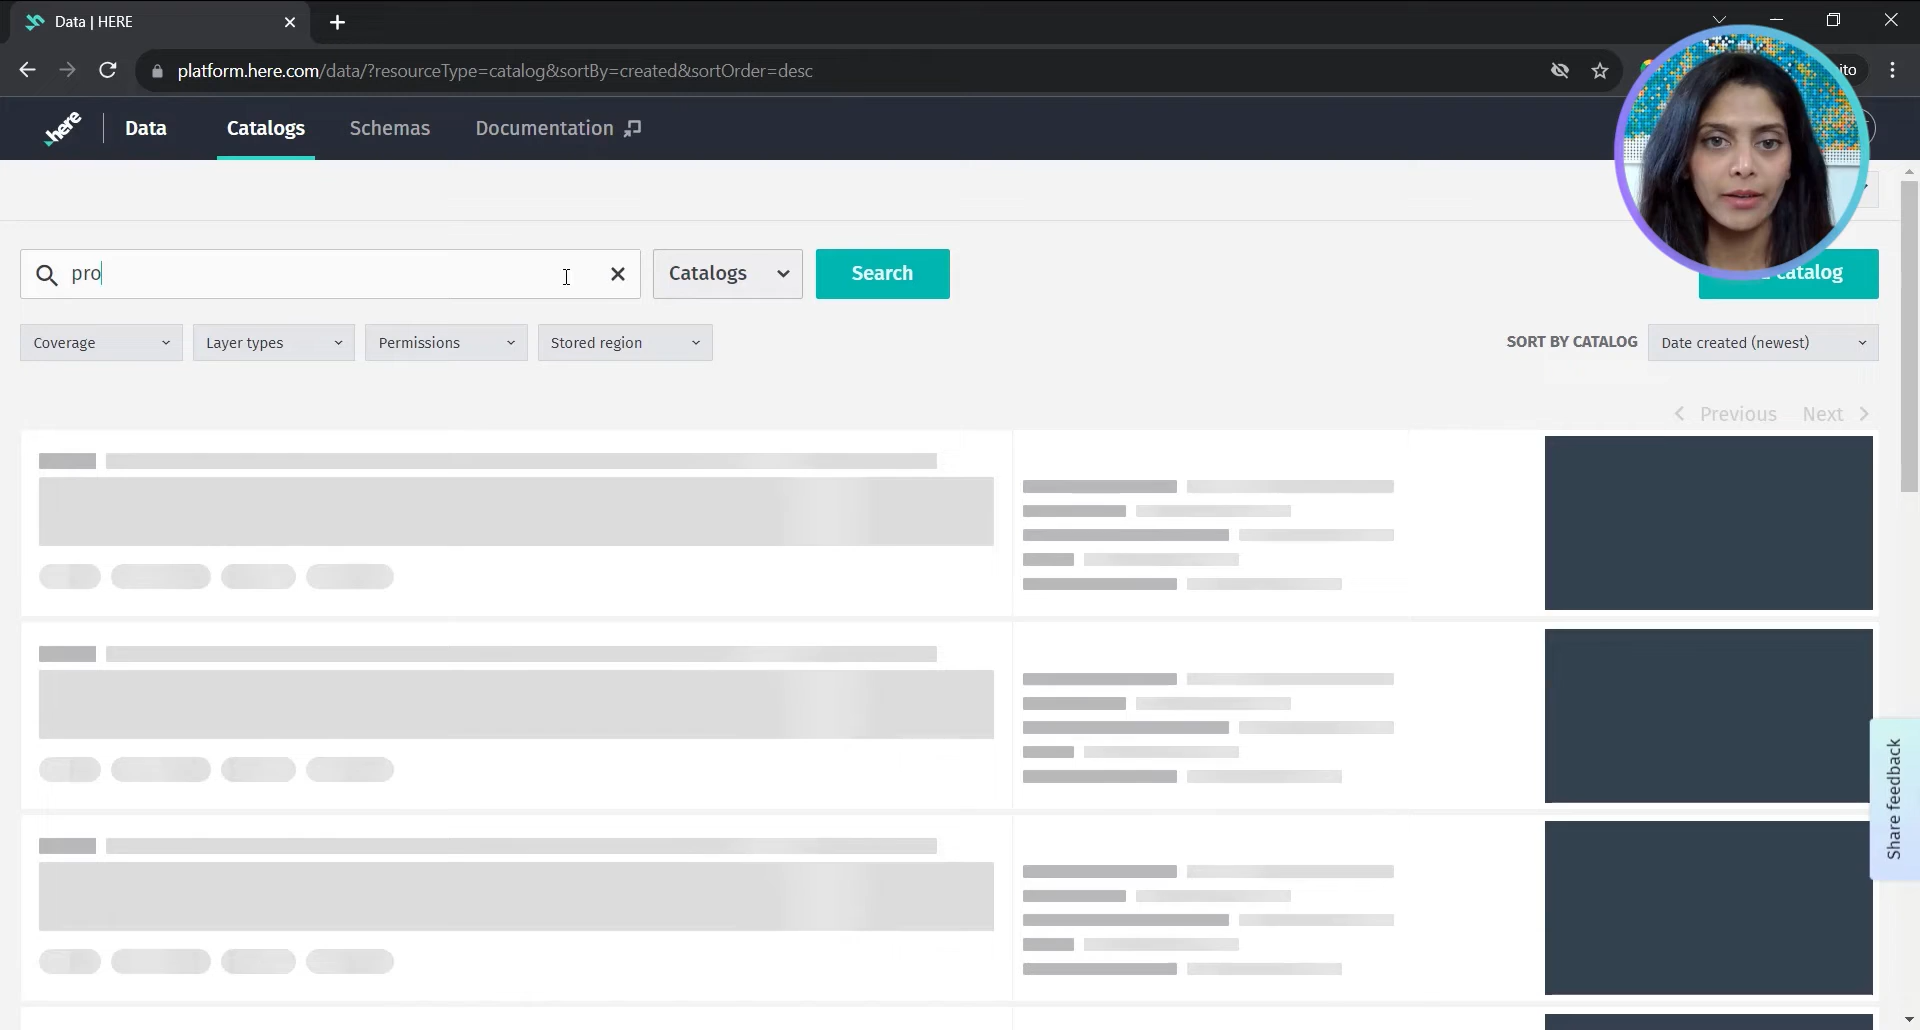 Data | HERE
platform.here.com/data/?resourceType=catalog&sortBy=created&sortOrder=desc
ito
here
Data
Catalogs
Schemas
Documentation
pro
Catalogs
Search
catalog
Coverage
Layer types
Permissions
Stored region
SORT BY CATALOG
Date created (newest)
Previous
Next
Share feedback